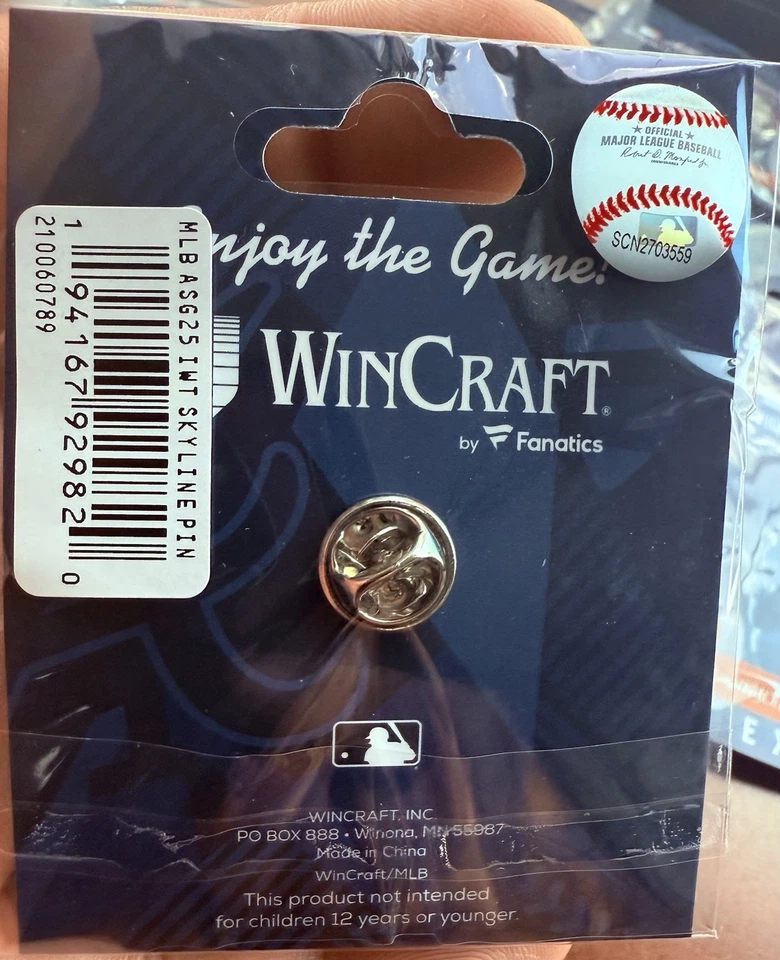 OFFICIAL
MAJOR LEAGUE BASEBALL
SCN2703559
njoy the Game!
WINCRAFT®
by Fanatics
MLB ASG25 IWT SKYLINE PIN
1 94167 92982 0
210060789
WINCRAFT, INC
PO BOX 888 • Winona, MN 55987
Made in China
WinCraft/MLB
This product not intended
for children 12 years or younger.